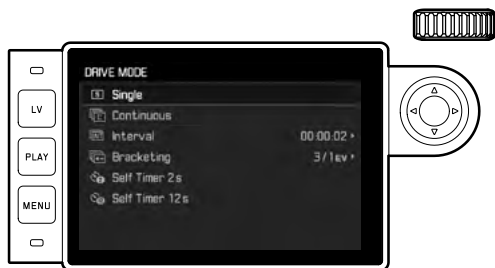 DRIVE MODE
Single
Continuous
Interval 00:00:02
Bracketing 3/1EV
Self Timer 2s
Self Timer 12s
LV
PLAY
MENU